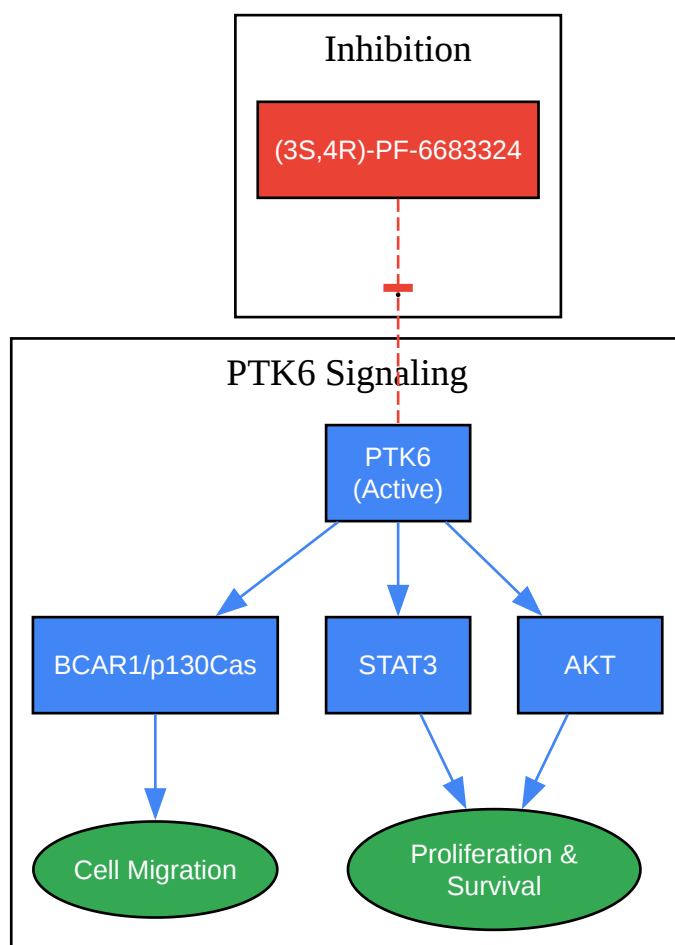 Inhibition
(3S,4R)-PF-6683324
PTK6 Signaling
PTK6
(Active)
BCAR1/p130Cas
STAT3
AKT
Cell Migration
Proliferation &
Survival